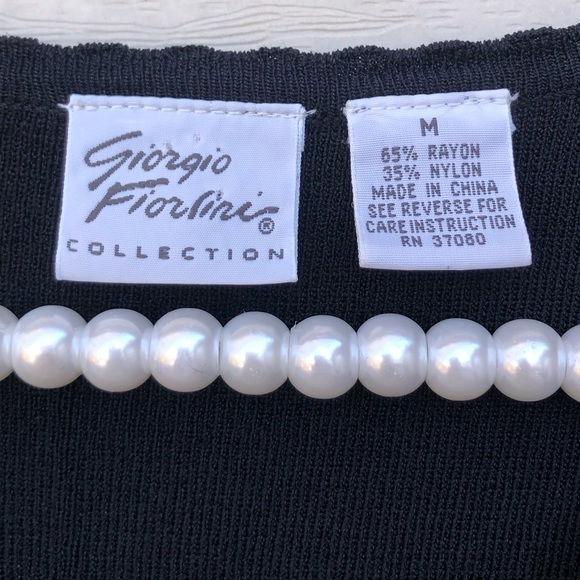 Giorgio
Fiorlini®
COLLECTION
M
65% RAYON
35% NYLON
MADE IN CHINA
SEE REVERSE FOR
CARE INSTRUCTION
RN 37080